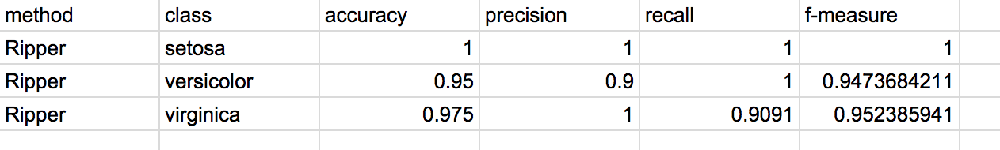 method class accuracy precision recall f-measure
Ripper setosa 1 1 1 1
Ripper versicolor 0.95 0.9 1 0.9473684211
Ripper virginica 0.975 1 0.9091 0.952385941